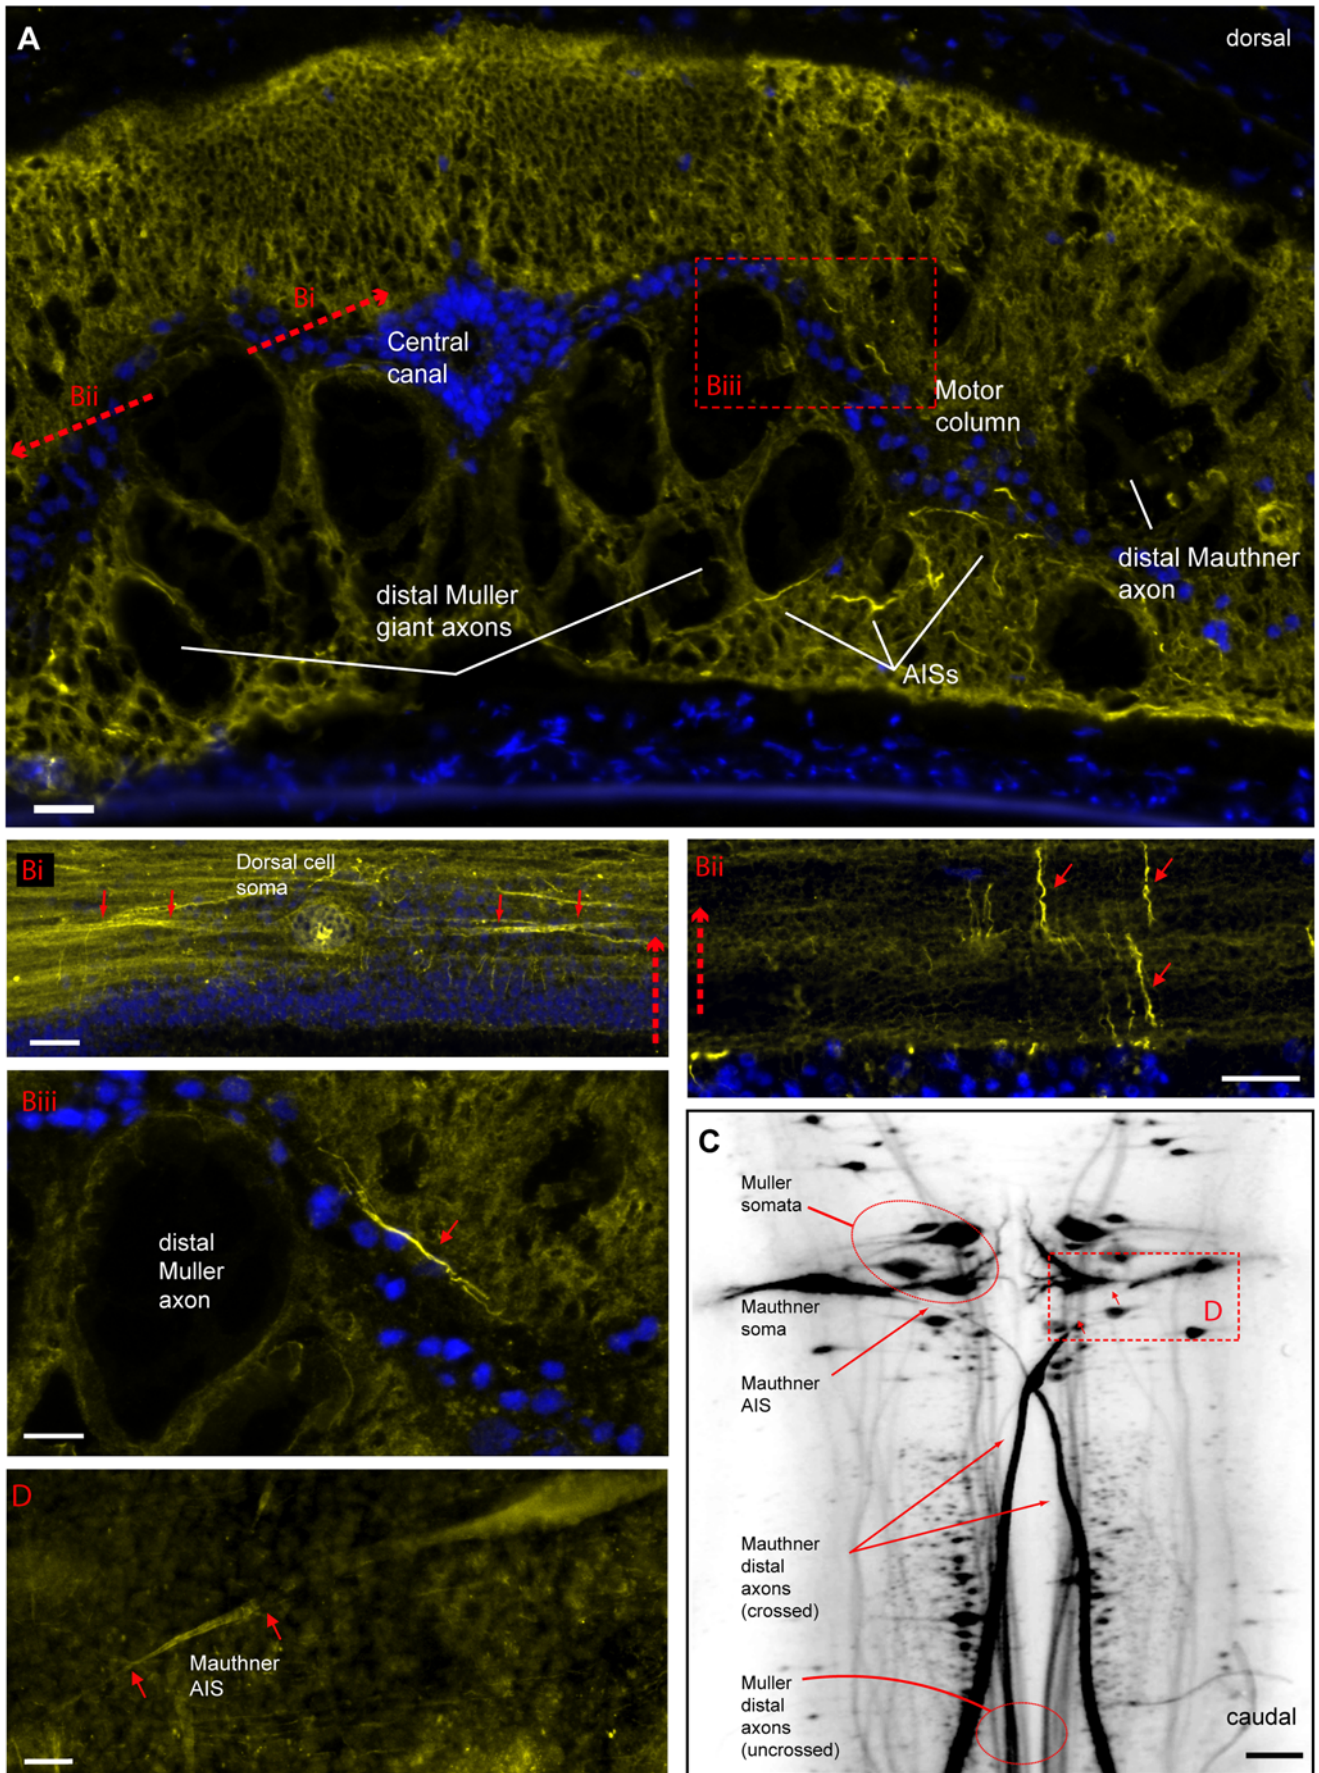 A
dorsal
Bi
Bii
Central
canal
Biii
Motor
column
distal Muller
giant axons
distal Mauthner
axon
AISs
Bi
Dorsal cell
soma
Bii
Biii
distal
Muller
axon
C
Muller
somata
Mauthner
soma
D
Mauthner
AIS
Mauthner
distal
axons
(crossed)
Muller
distal
axons
(uncrossed)
caudal
D
Mauthner
AIS